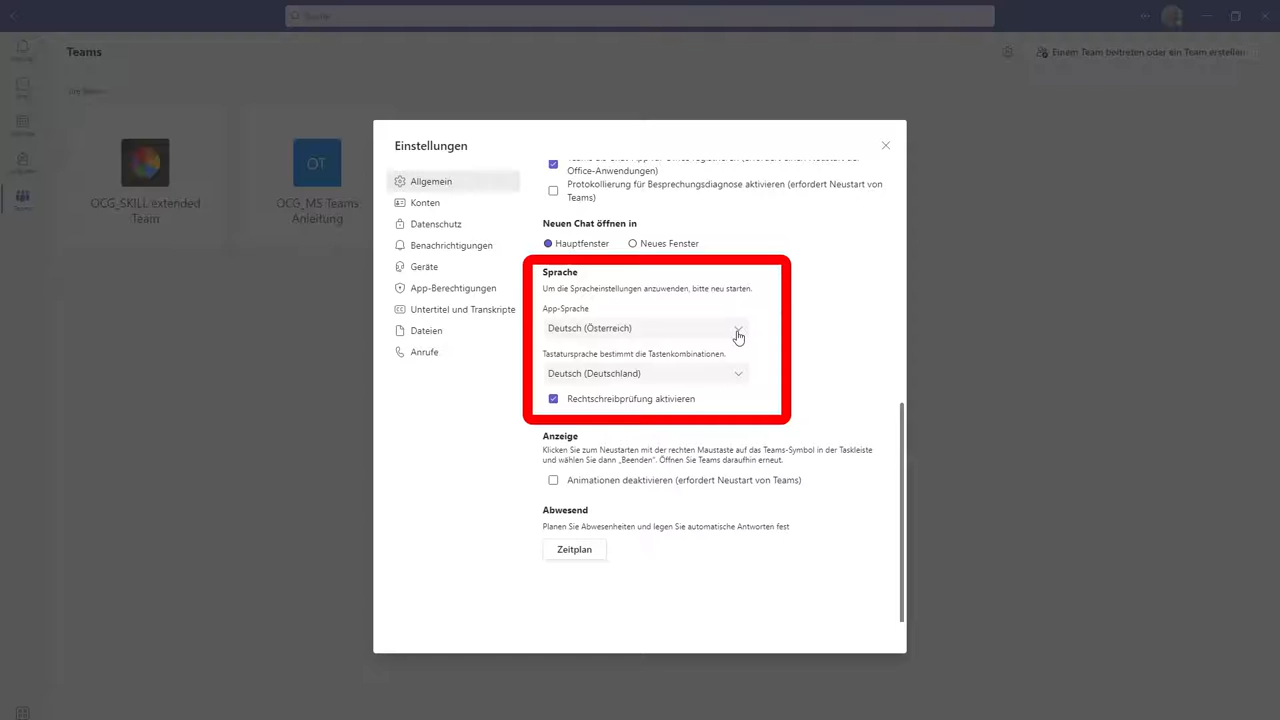 Suche
Teams
Einem Team beitreten oder ein Team erstellen
OT
OCG_SKILL extended
Team
OCG_MS Teams
Anleitung
Einstellungen
Allgemein
Konten
Datenschutz
Benachrichtigungen
Geräte
App-Berechtigungen
Untertitel und Transkripte
Dateien
Anrufe
Office-Anwendungen)
Protokollierung für Besprechungsdiagnose aktivieren (erfordert Neustart von
Teams)
Neuen Chat öffnen in
Hauptfenster Neues Fenster
Sprache
Um die Spracheinstellungen anzuwenden, bitte neu starten.
App-Sprache
Deutsch (Österreich)
Tastatursprache bestimmt die Tastenkombinationen.
Deutsch (Deutschland)
Rechtschreibprüfung aktivieren
Anzeige
Klicken Sie zum Neustarten mit der rechten Maustaste auf das Teams-Symbol in der Taskleiste
und wählen Sie dann „Beenden“. Öffnen Sie Teams daraufhin erneut.
Animationen deaktivieren (erfordert Neustart von Teams)
Abwesend
Planen Sie Abwesenheiten und legen Sie automatische Antworten fest
Zeitplan